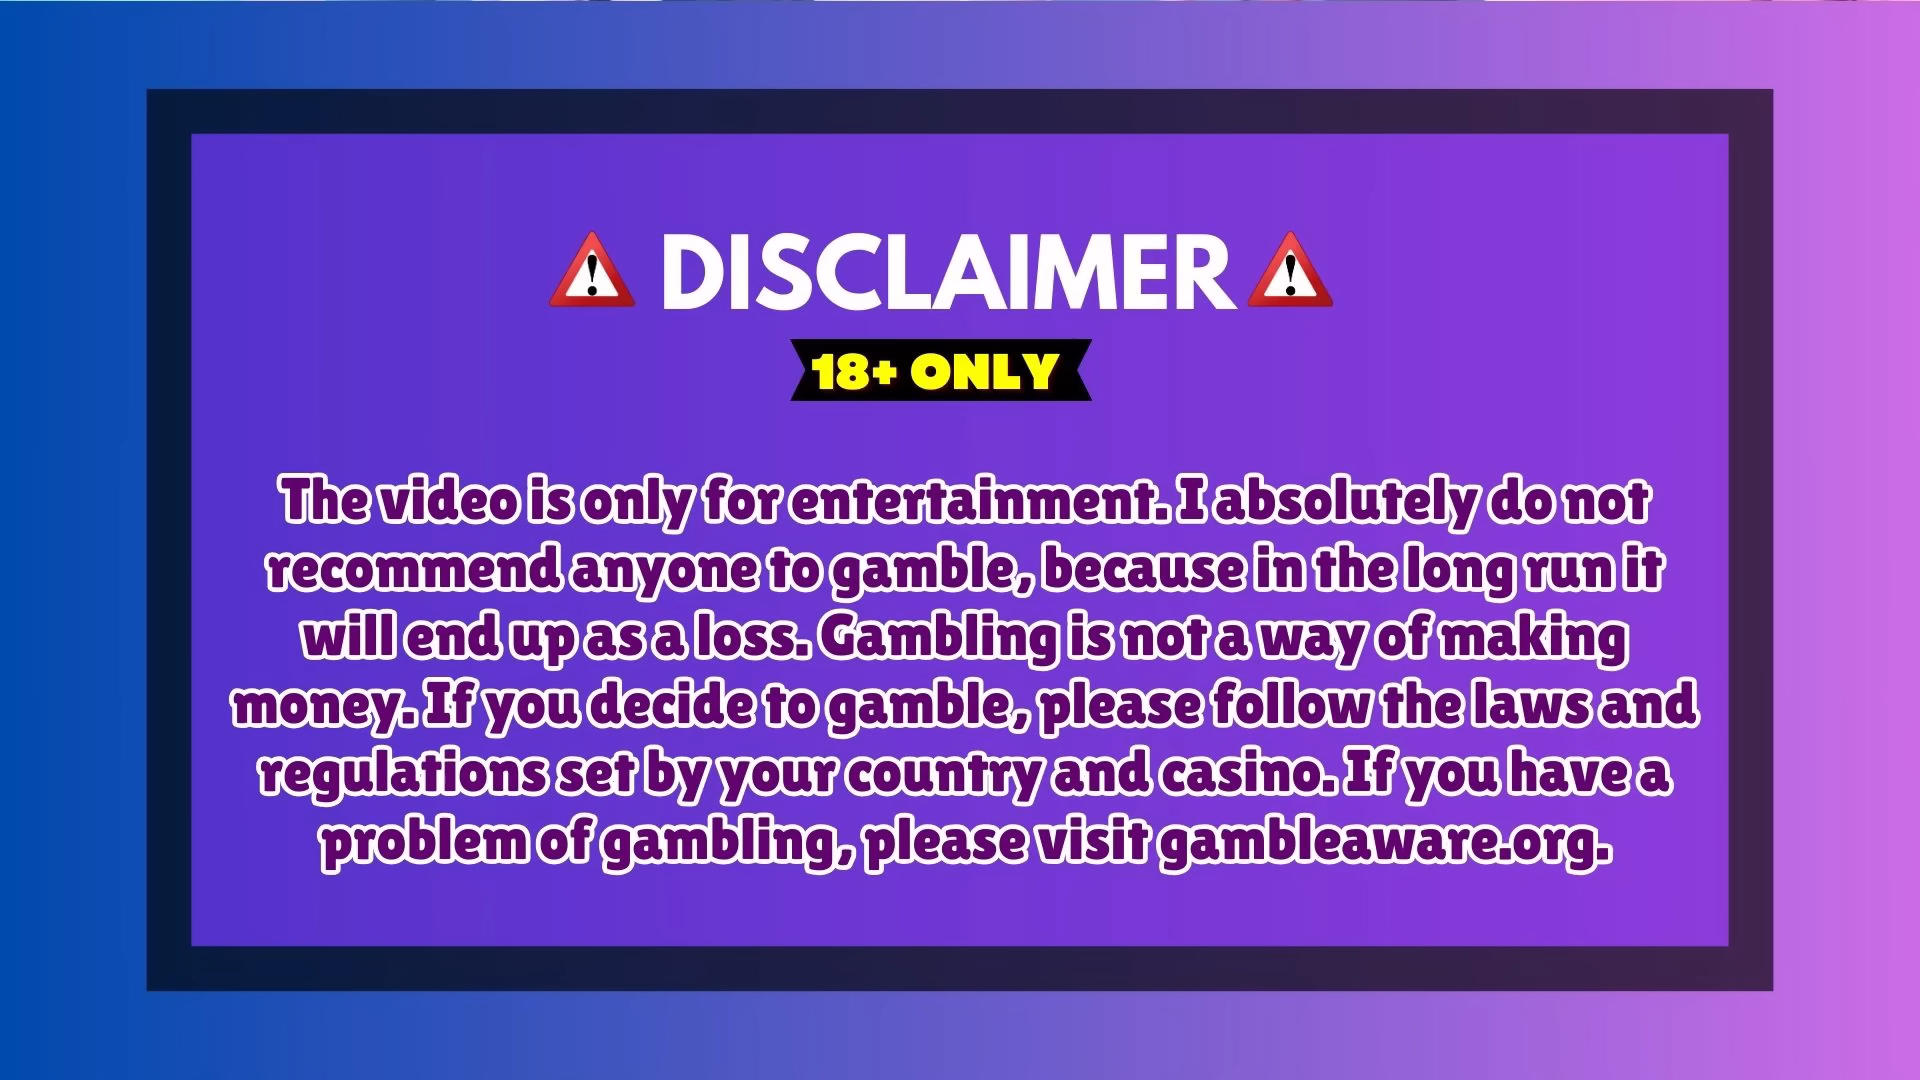 ⚠ DISCLAIMER ⚠
18+ ONLY
The video is only for entertainment. I absolutely do not
recommend anyone to gamble, because in the long run it
will end up as a loss. Gambling is not a way of making
money. If you decide to gamble, please follow the laws and
regulations set by your country and casino. If you have a
problem of gambling, please visit gambleaware.org.